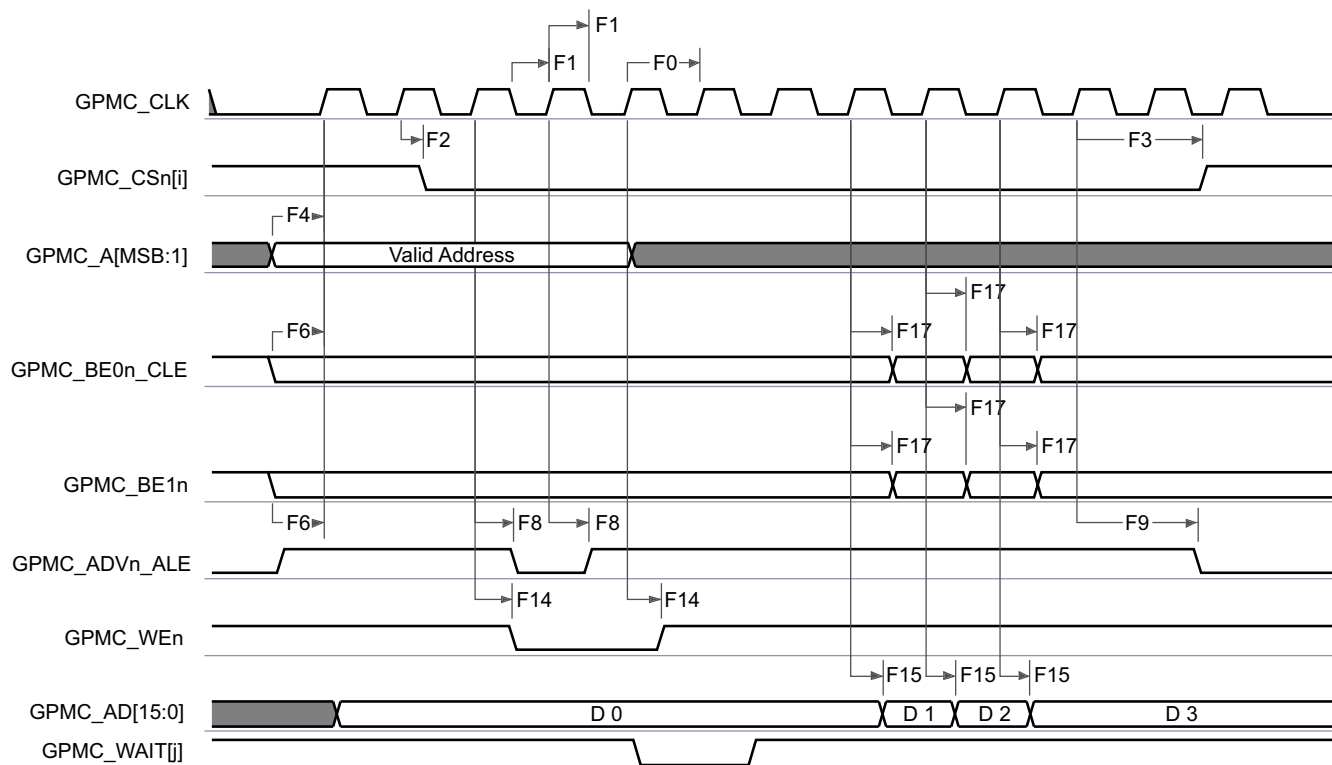 F1
F1 F0
GPMC_CLK
F2 F3
GPMC_CSn[i]
F4
GPMC_A[MSB:1] Valid Address
F17
F6 F17 F17
GPMC_BE0n_CLE
F17
F17 F17
GPMC_BE1n
F6 F8 F8 F9
GPMC_ADVn_ALE
F14 F14
GPMC_WEn
F15 F15 F15
GPMC_AD[15:0] D 0 D 1 D 2 D 3
GPMC_WAIT[j]